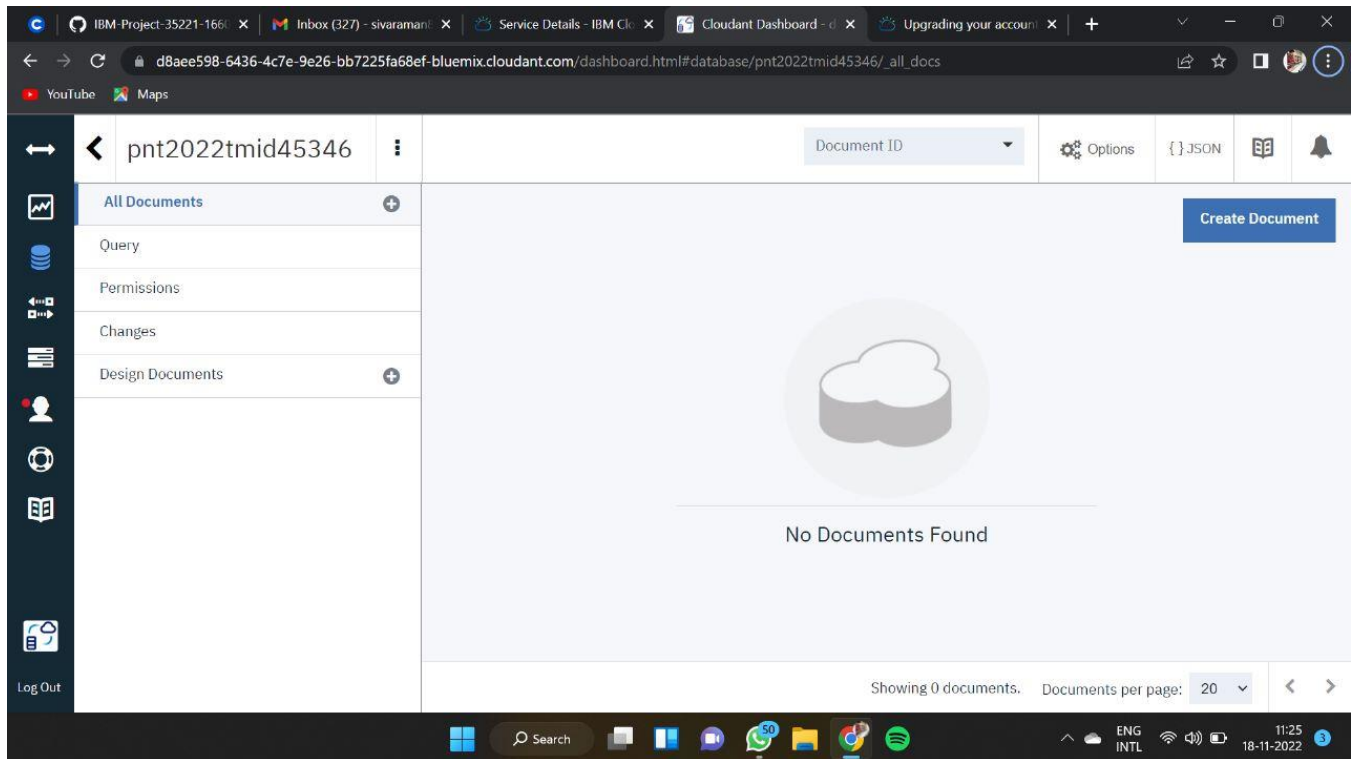 IBM-Project-35221-166
Inbox (327) - sivaraman
Service Details - IBM Clo
Cloudant Dashboard - d
Upgrading your account
d8aee598-6436-4c7e-9e26-bb7225fa68ef-bluemix.cloudant.com/dashboard.html#database/pnt2022tmid45346/_all_docs
YouTube
Maps
pnt2022tmid45346
Document ID
Options
{ } JSON
All Documents
Create Document
Query
Permissions
Changes
Design Documents
No Documents Found
Log Out
Showing 0 documents.
Documents per page: 20
Search
50
ENG
INTL
11:25
18-11-2022
3